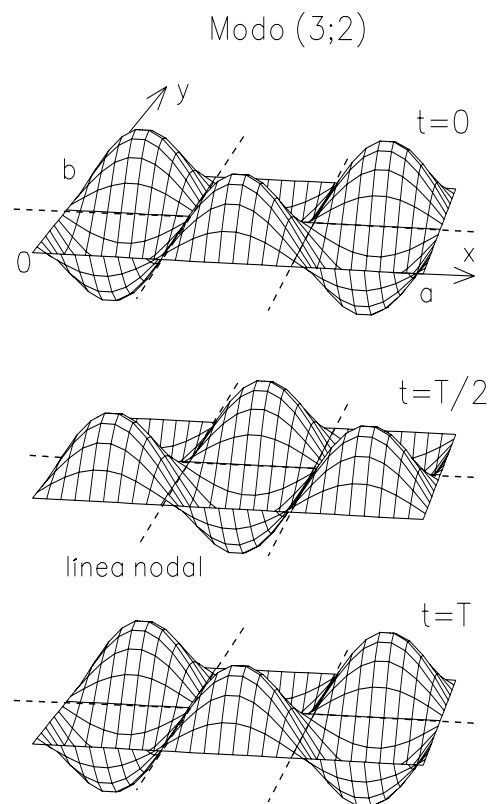 Modo (3;2)
y
t=0
b
0
x
a
t=T/2
línea nodal
t=T